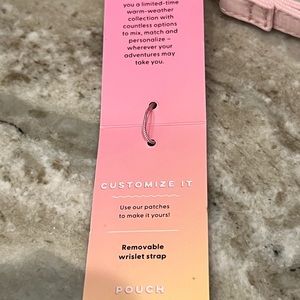 you a limited-time
warm-weather
collection with
countless options
to mix, match and
personalize –
wherever your
adventures may
take you.
CUSTOMIZE IT
Use our patches
to make it yours!
Removable
wrislet strap
POUCH